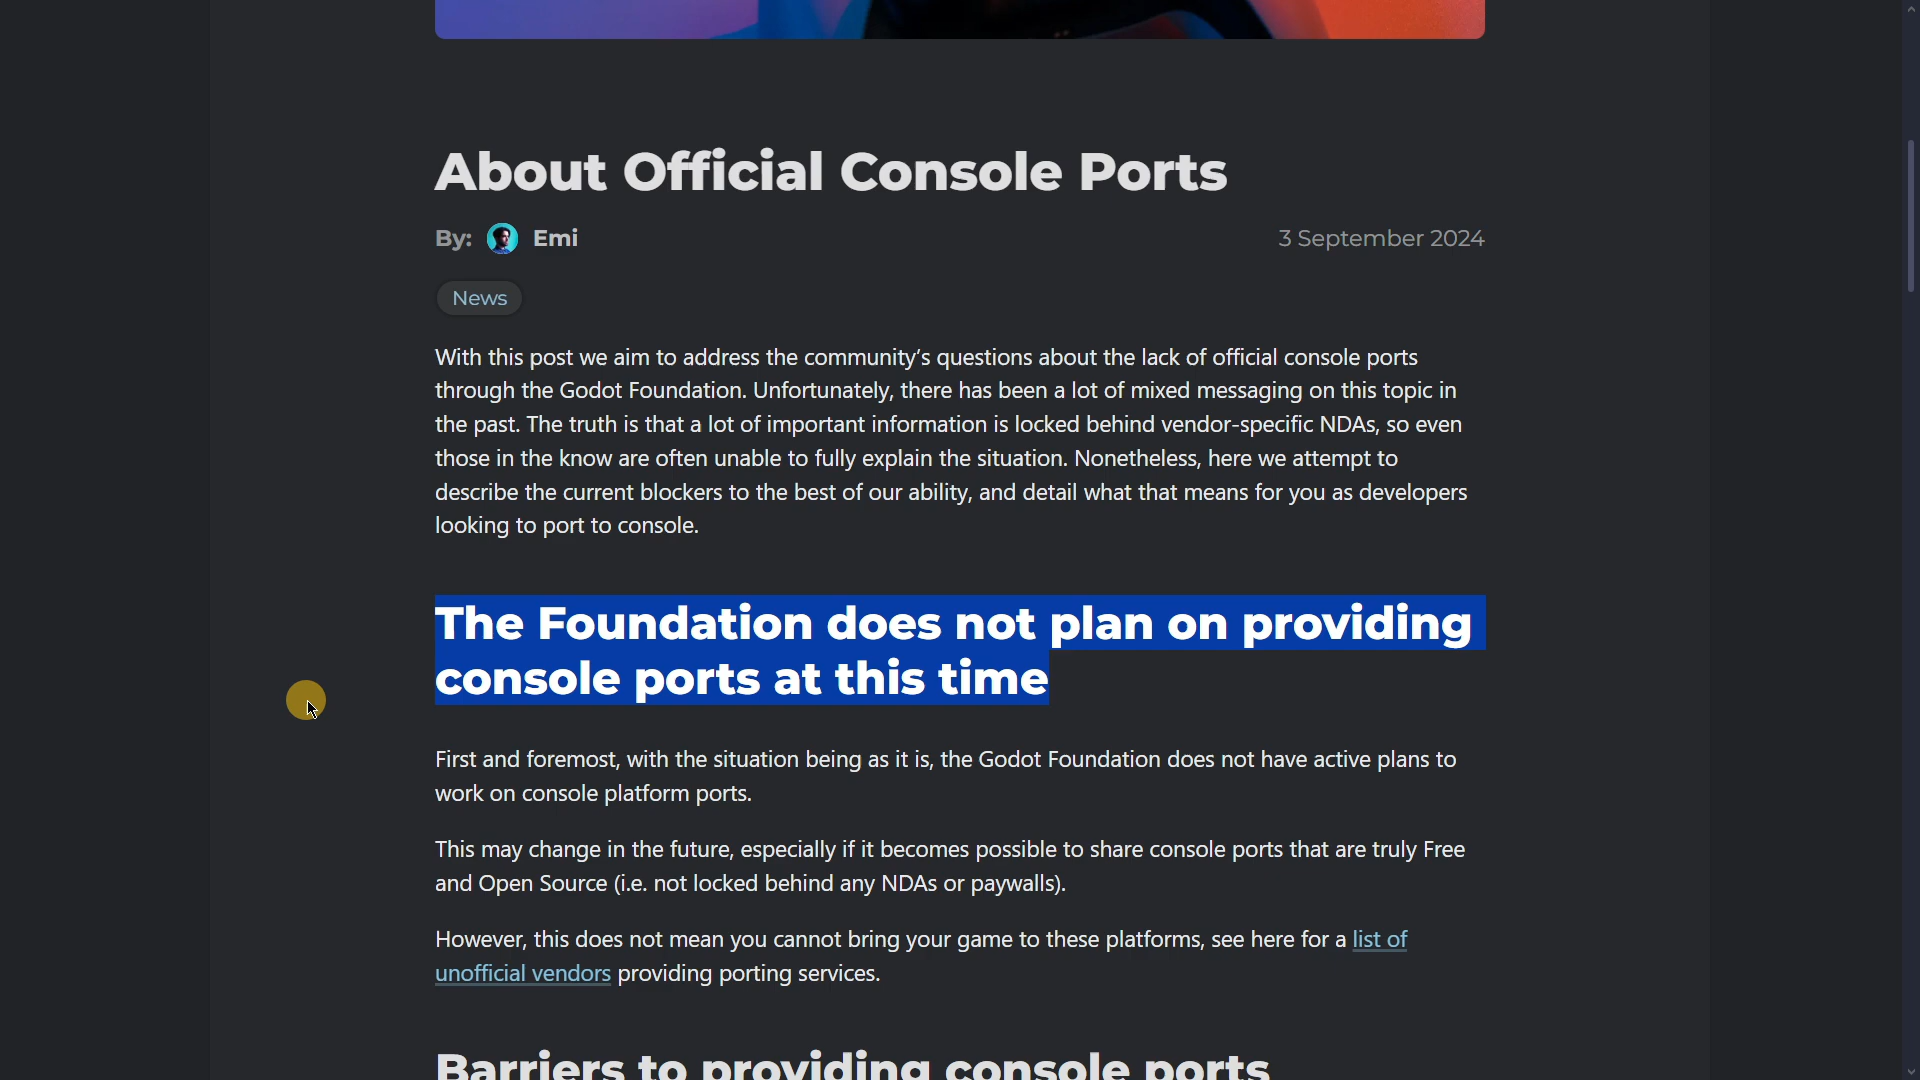 About Official Console Ports
By: Emi
3 September 2024
News
With this post we aim to address the community’s questions about the lack of official console ports
through the Godot Foundation. Unfortunately, there has been a lot of mixed messaging on this topic in
the past. The truth is that a lot of important information is locked behind vendor-specific NDAs, so even
those in the know are often unable to fully explain the situation. Nonetheless, here we attempt to
describe the current blockers to the best of our ability, and detail what that means for you as developers
looking to port to console.
The Foundation does not plan on providing
console ports at this time
First and foremost, with the situation being as it is, the Godot Foundation does not have active plans to
work on console platform ports.
This may change in the future, especially if it becomes possible to share console ports that are truly Free
and Open Source (i.e. not locked behind any NDAs or paywalls).
However, this does not mean you cannot bring your game to these platforms, see here for a list of
unofficial vendors providing porting services.
Barriers to providing console ports